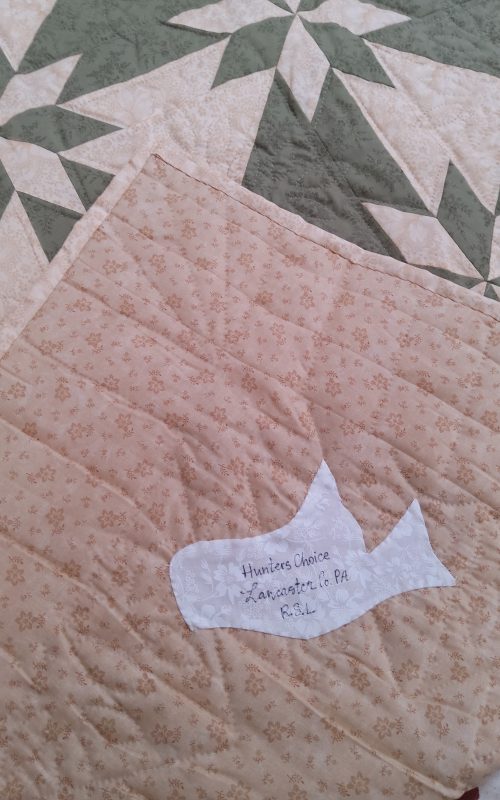 Hunters Choice
Lancaster Co. PA
R.S.L.